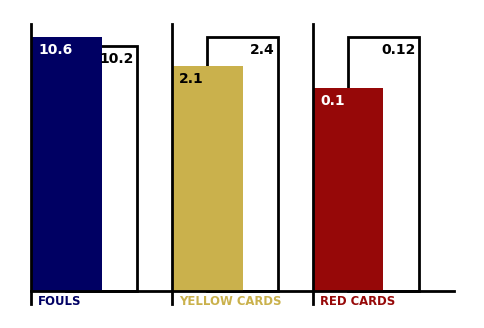 10.6
10.2
2.1
2.4
0.1
0.12
FOULS
YELLOW CARDS
RED CARDS